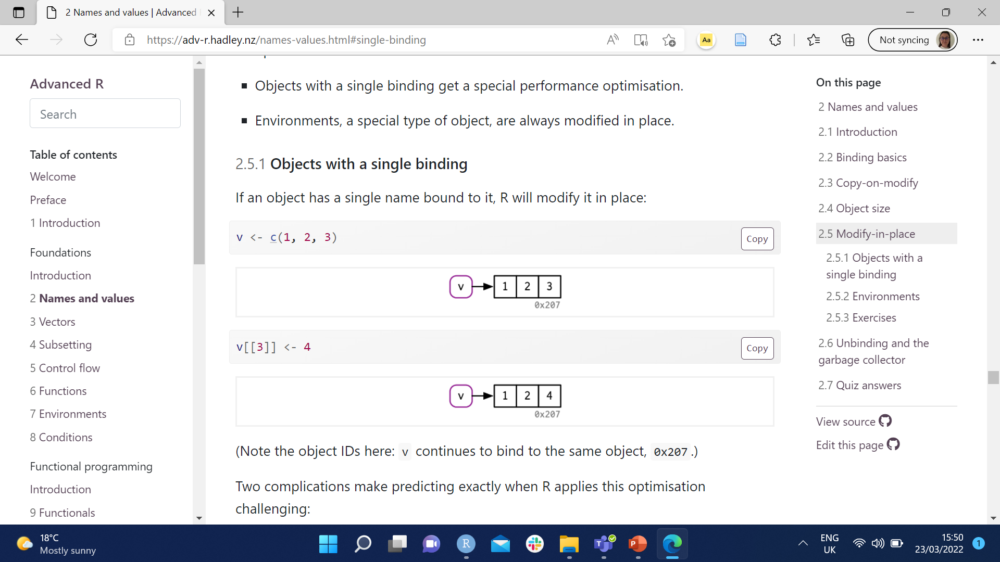 2 Names and values | Advanced
https://adv-r.hadley.nz/names-values.html#single-binding
Aa
Not syncing
Advanced R
Search
Table of contents
Welcome
Preface
1 Introduction
Foundations
Introduction
2 Names and values
3 Vectors
4 Subsetting
5 Control flow
6 Functions
7 Environments
8 Conditions
Functional programming
Introduction
9 Functionals
Objects with a single binding get a special performance optimisation.
Environments, a special type of object, are always modified in place.
2.5.1 Objects with a single binding
If an object has a single name bound to it, R will modify it in place:
v <- c(1, 2, 3)
Copy
v 1 2 3
0x207
v[[3]] <- 4
Copy
v 1 2 4
0x207
(Note the object IDs here: v continues to bind to the same object, 0x207.)
Two complications make predicting exactly when R applies this optimisation
challenging:
On this page
2 Names and values
2.1 Introduction
2.2 Binding basics
2.3 Copy-on-modify
2.4 Object size
2.5 Modify-in-place
2.5.1 Objects with a
single binding
2.5.2 Environments
2.5.3 Exercises
2.6 Unbinding and the
garbage collector
2.7 Quiz answers
View source
Edit this page
18°C
Mostly sunny
R
T
P
ENG
UK
15:50
23/03/2022
1